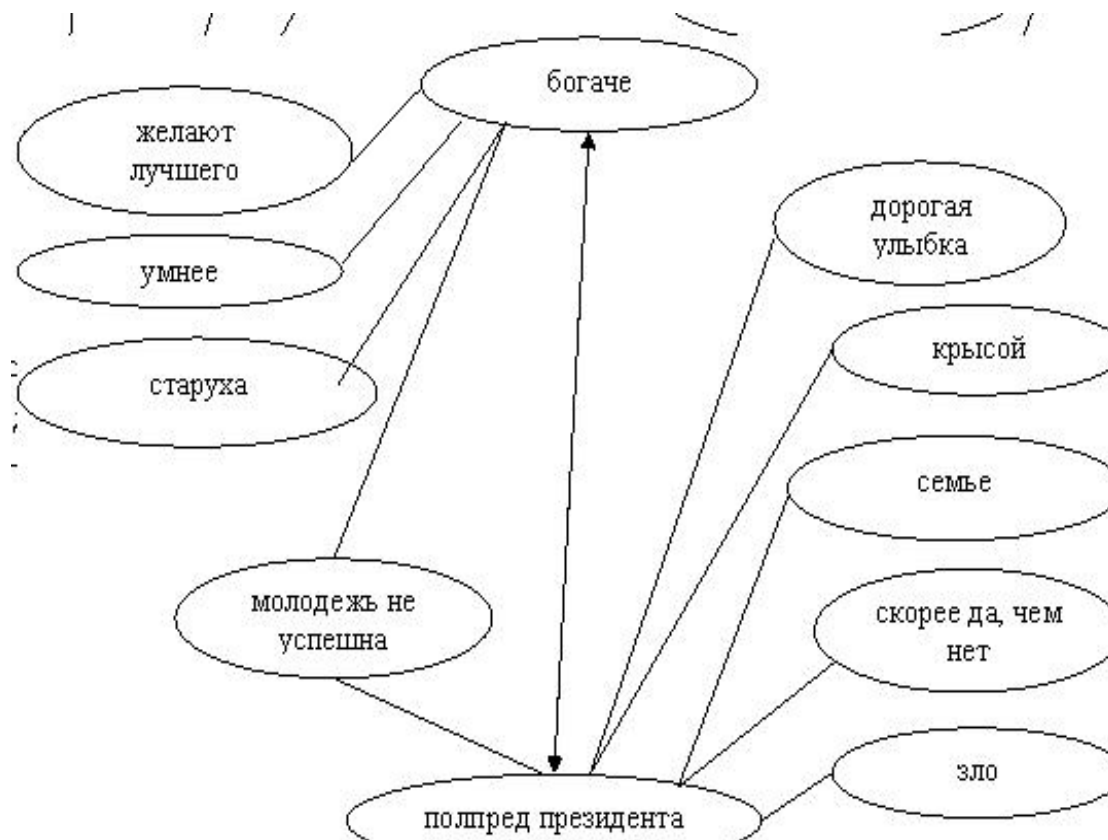 богаче
желают
лучшего
дорогая
улыбка
умнее
крысой
старуха
семье
молодежь не
успешна
скорее да, чем
нет
зло
полпред президента